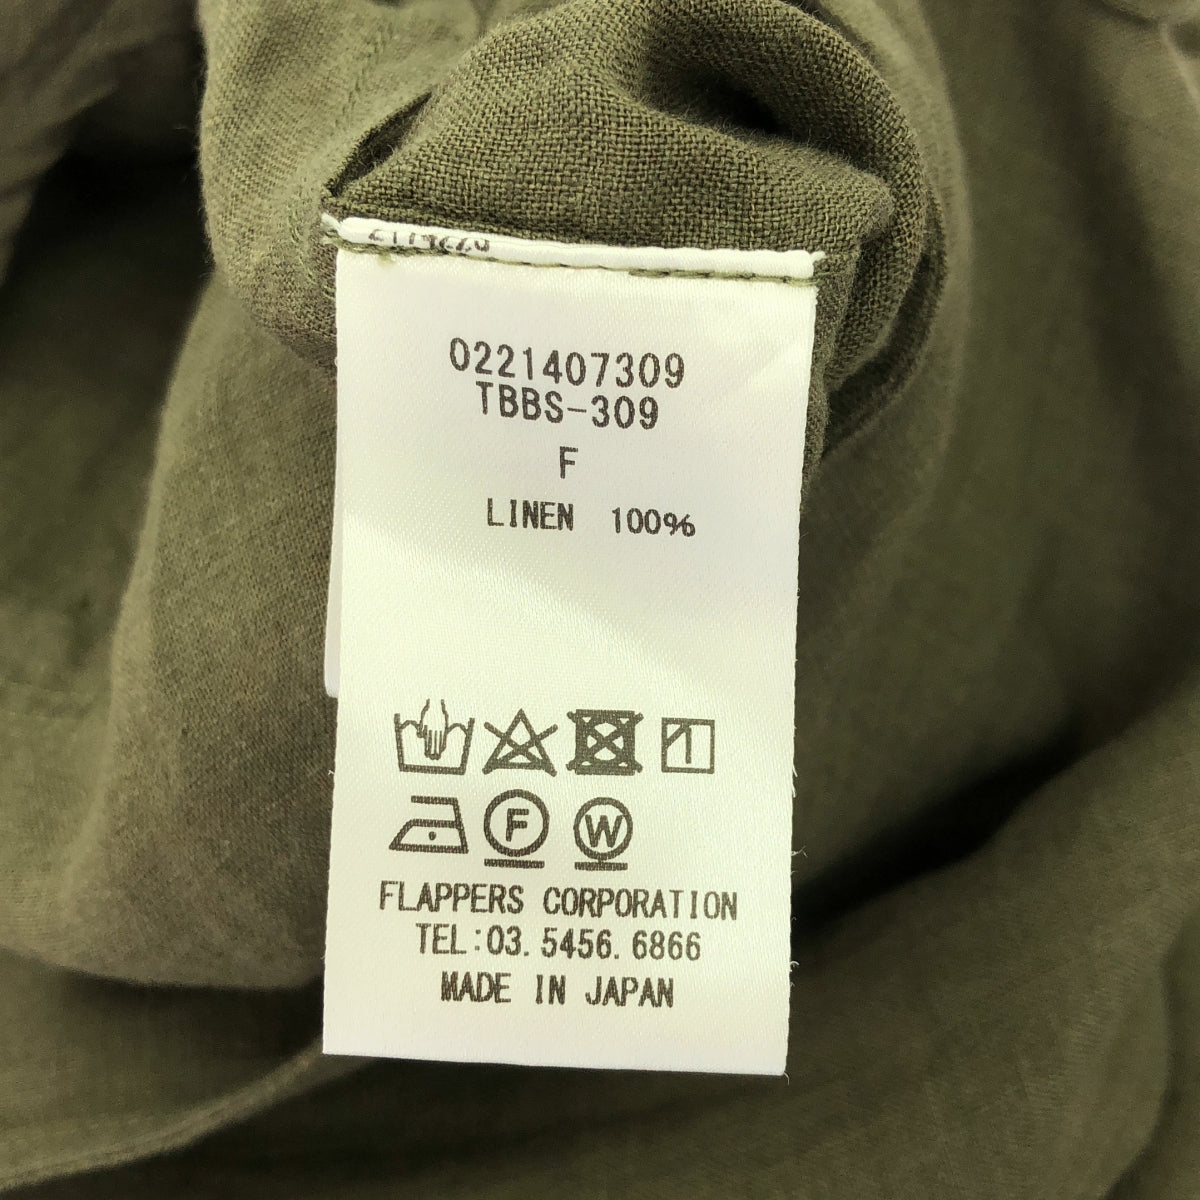 0221407309
TBBS-309
F
LINEN 100%
F W
FLAPPERS CORPORATION
TEL:03.5456.6866
MADE IN JAPAN